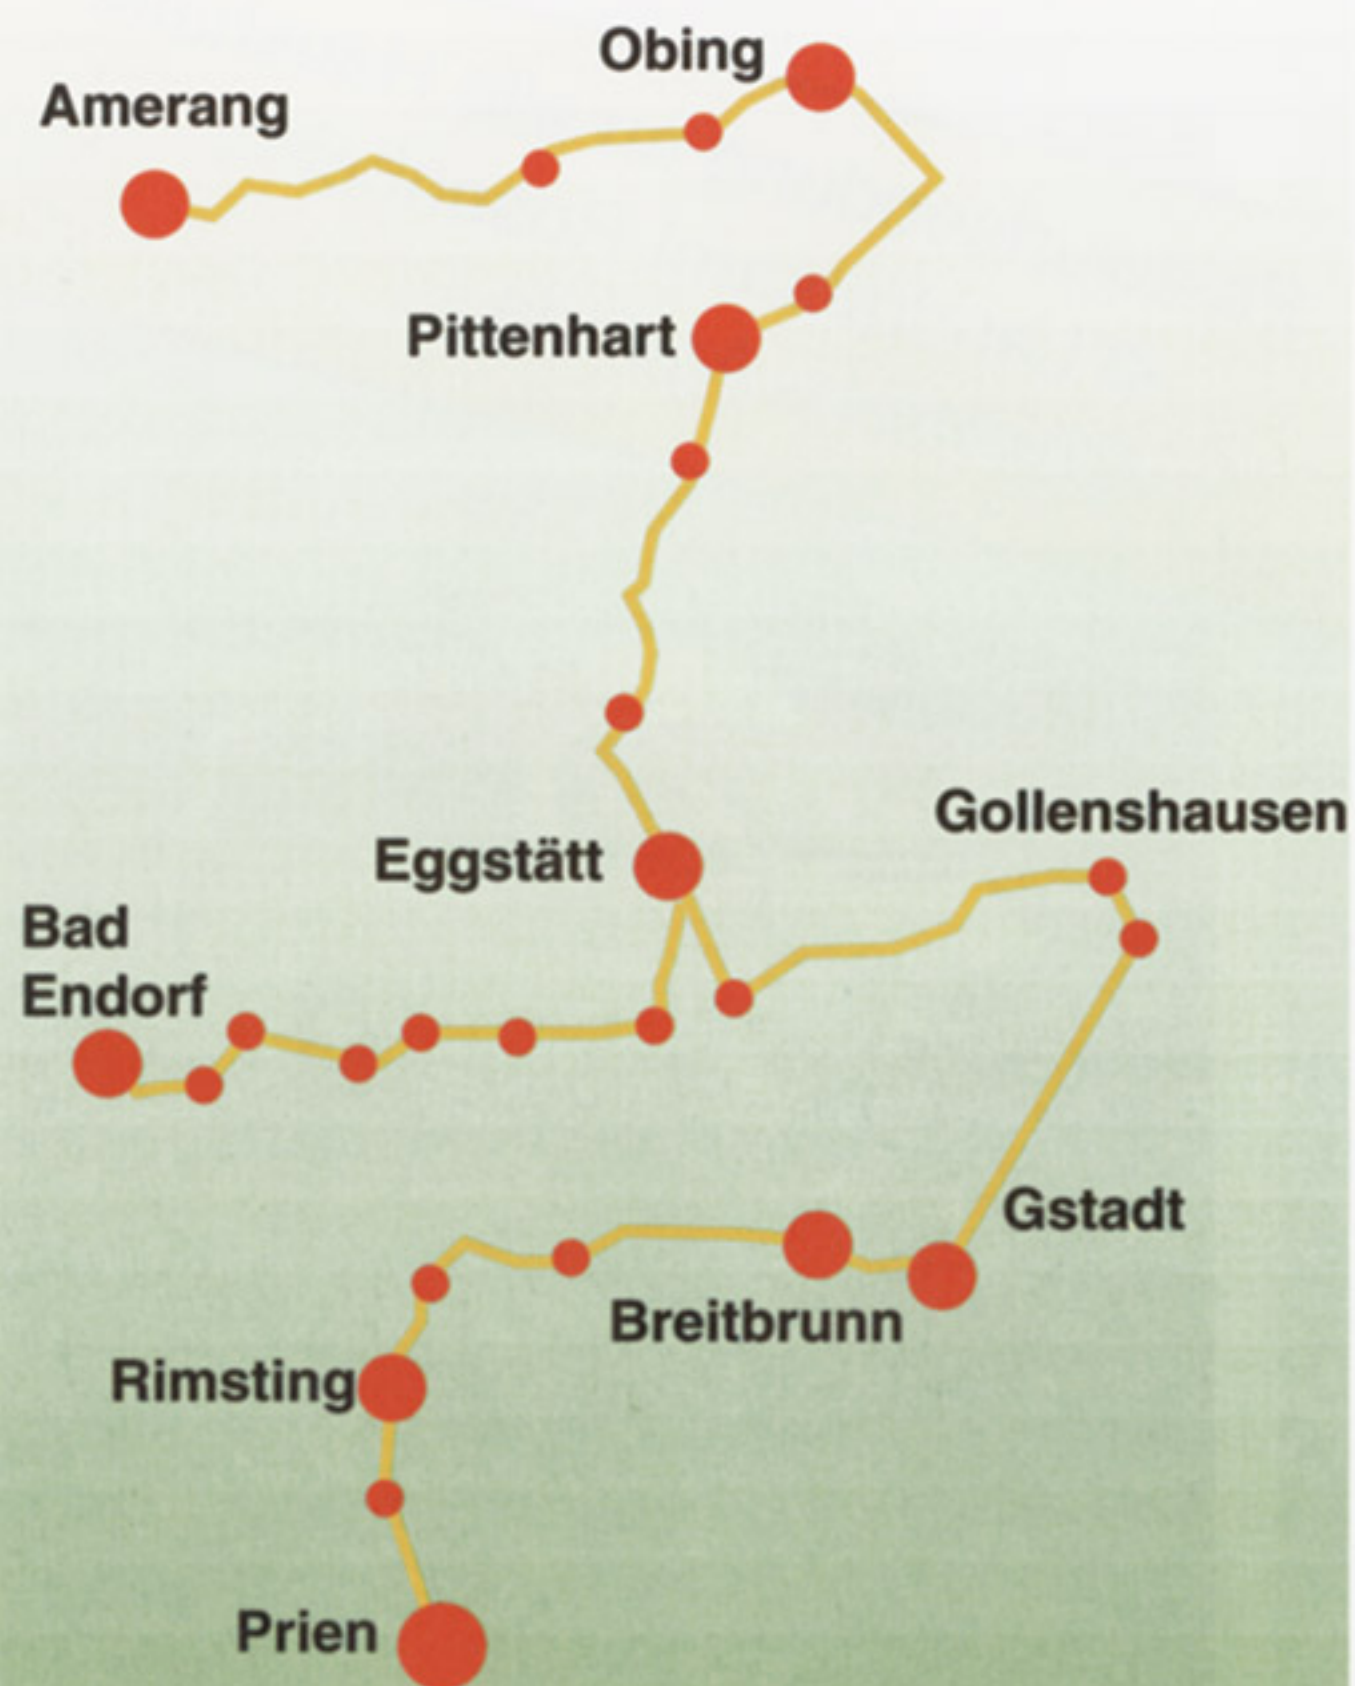 Obing
Amerang
Pittenhart
Gollenshausen
Eggstätt
Bad
Endorf
Gstadt
Breitbrunn
Rimsting
Prien